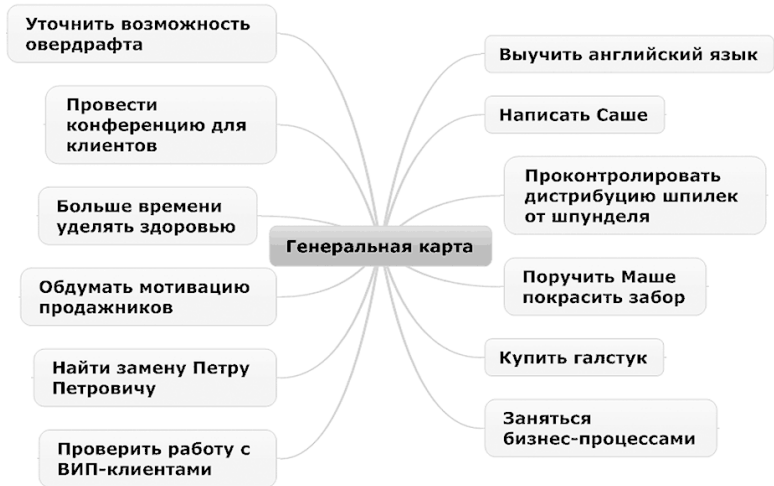 Уточнить возможность
овердрафта
Провести
конференцию для
клиентов
Больше времени
уделять здоровью
Обдумать мотивацию
продажников
Найти замену Петру
Петровичу
Проверить работу с
ВИП-клиентами
Генеральная карта
Выучить английский язык
Написать Саше
Проконтролировать
дистрибуцию шпилек
от шпунделя
Поручить Маше
покрасить забор
Купить галстук
Заняться
бизнес-процессами